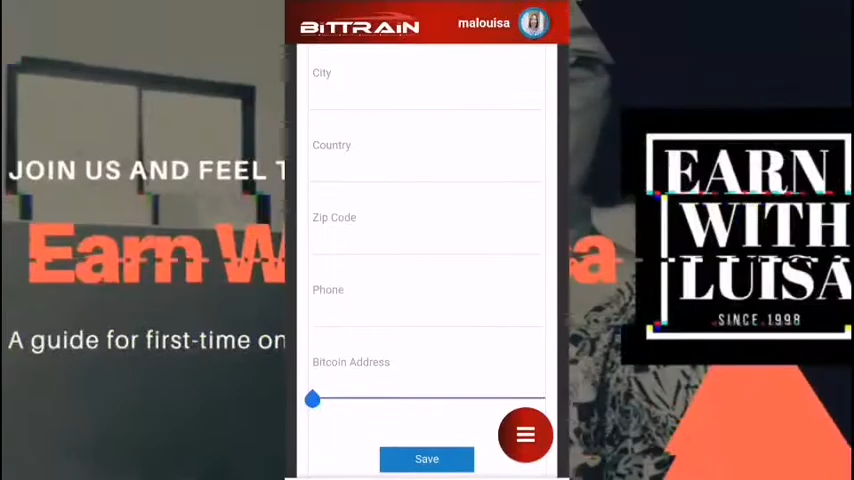 BiTTRAiN
malouisa
City
Country
Zip Code
Phone
Bitcoin Address
Save
JOIN US AND FEEL T
Earn W
a
A guide for first-time on
EARN
WITH
LUISA
SINCE.1998